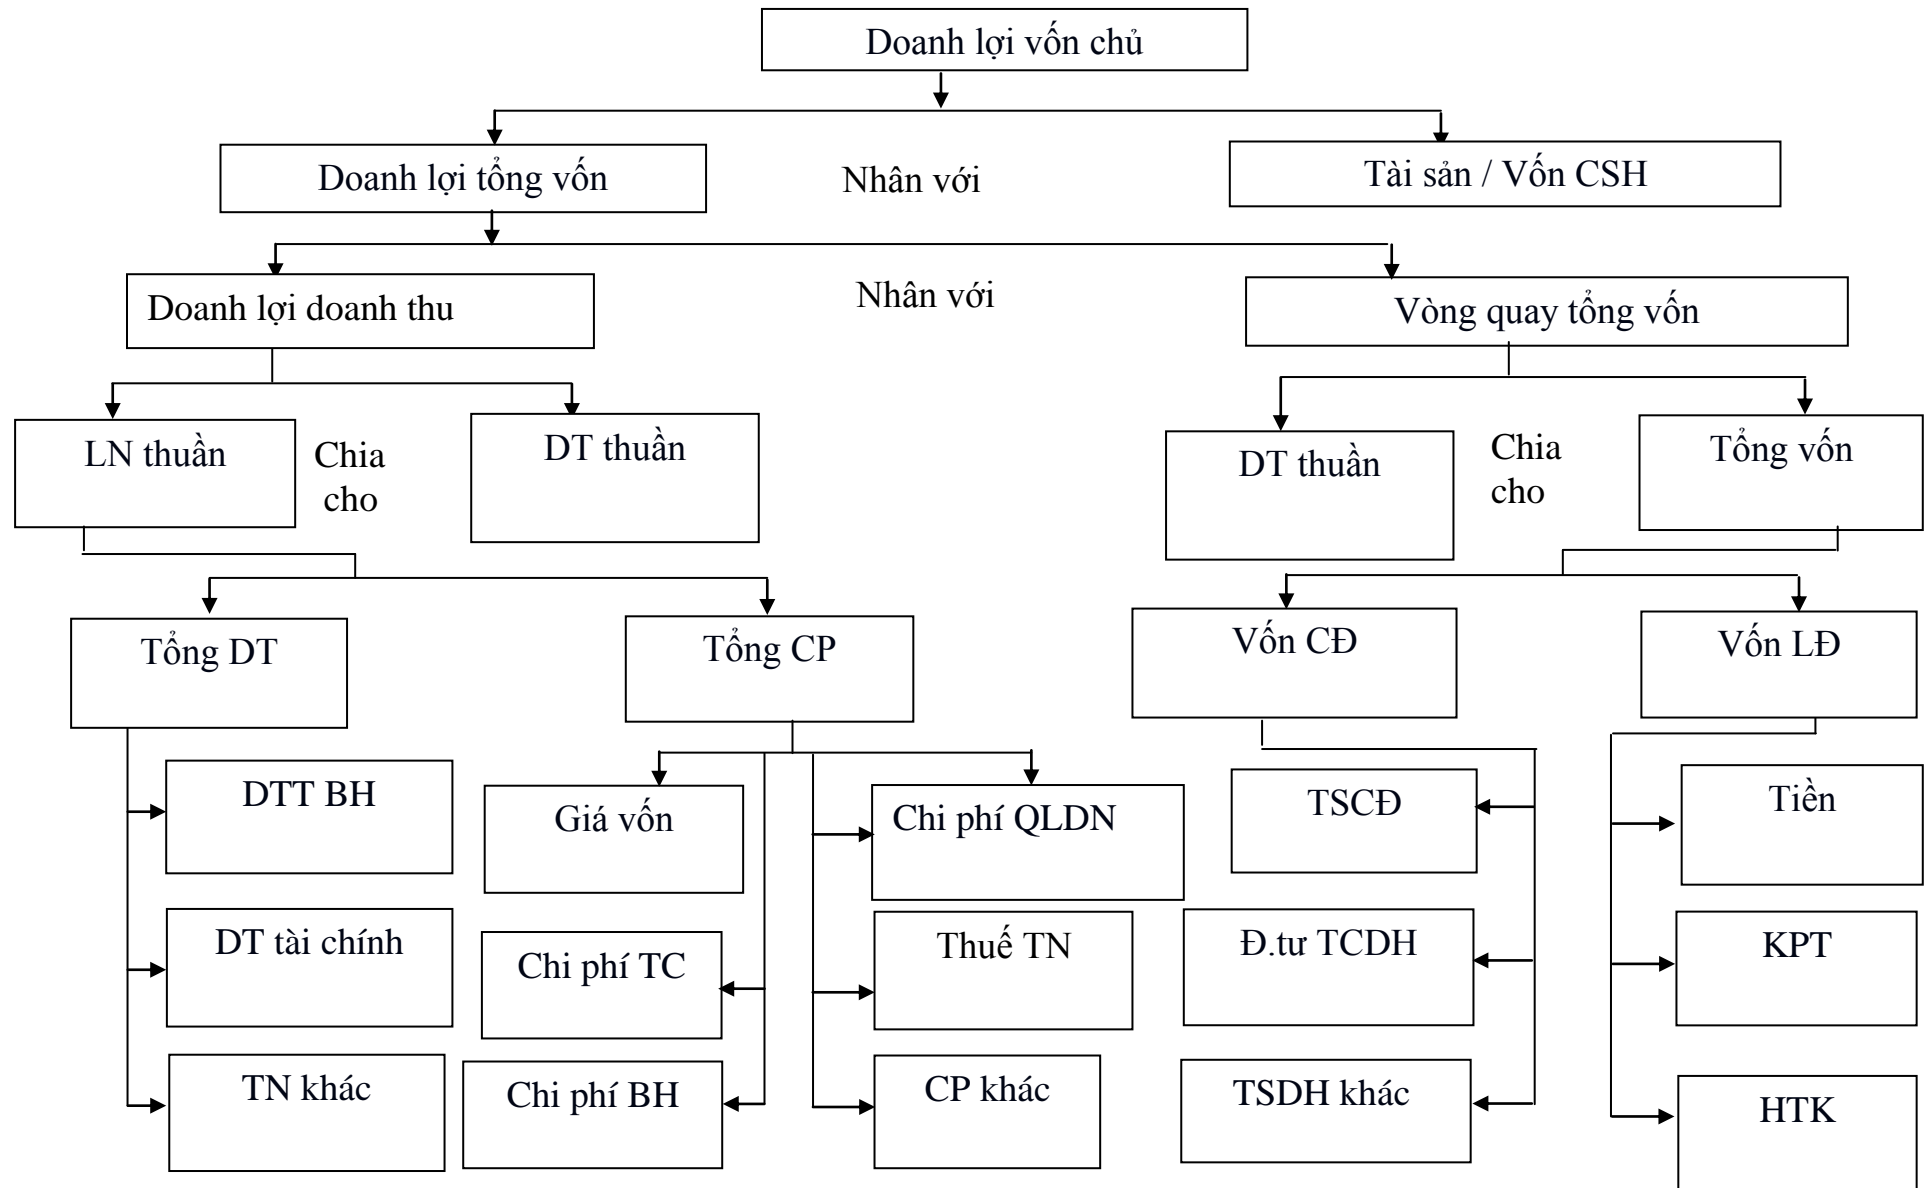 Doanh lợi vốn chủ
Doanh lợi tổng vốn
Nhân với
Tài sản / Vốn CSH
Doanh lợi doanh thu
Nhân với
Vòng quay tổng vốn
LN thuần
Chia
cho
DT thuần
DT thuần
Chia
cho
Tổng vốn
Tổng DT
Tổng CP
Vốn CĐ
Vốn LĐ
DTT BH
Giá vốn
Chi phí QLDN
TSCĐ
Tiền
DT tài chính
Chi phí TC
Thuế TN
Đ.tư TCDH
KPT
TN khác
Chi phí BH
CP khác
TSDH khác
HTK